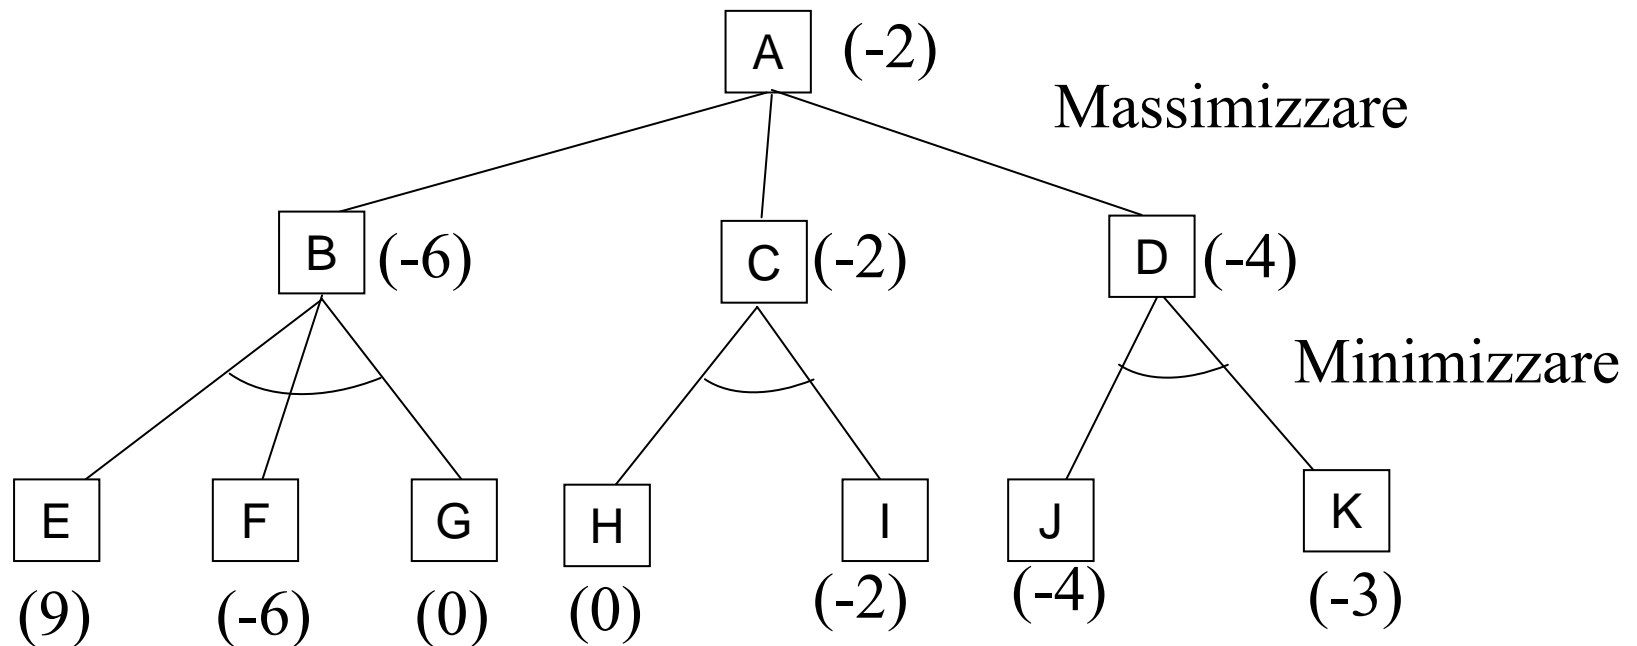 A (-2)
Massimizzare
B (-6) C (-2) D (-4)
Minimizzare
E F G H I J K
(9) (-6) (0) (0) (-2) (-4) (-3)